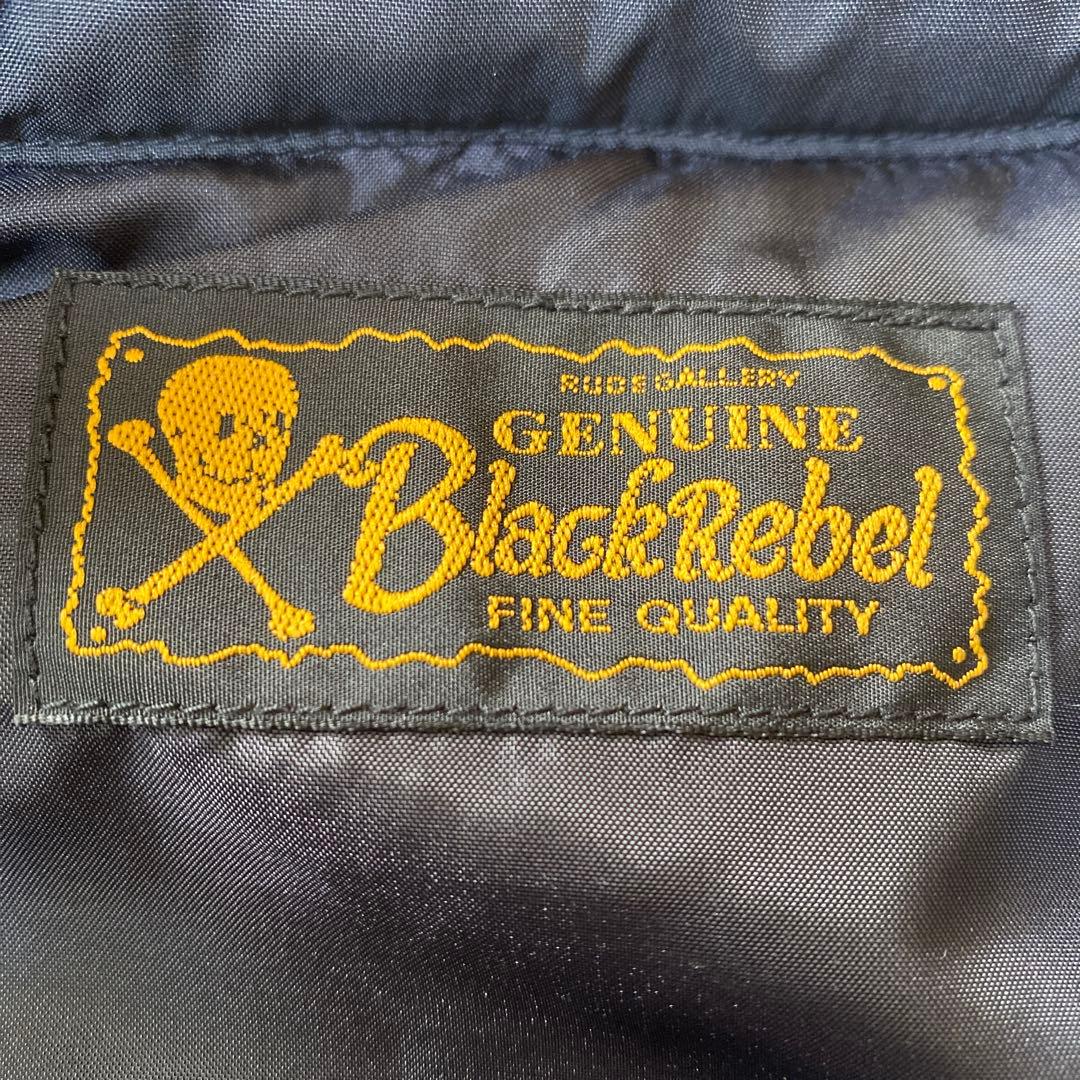 RUDE GALLERY
GENUINE
BlackRebel
FINE QUALITY